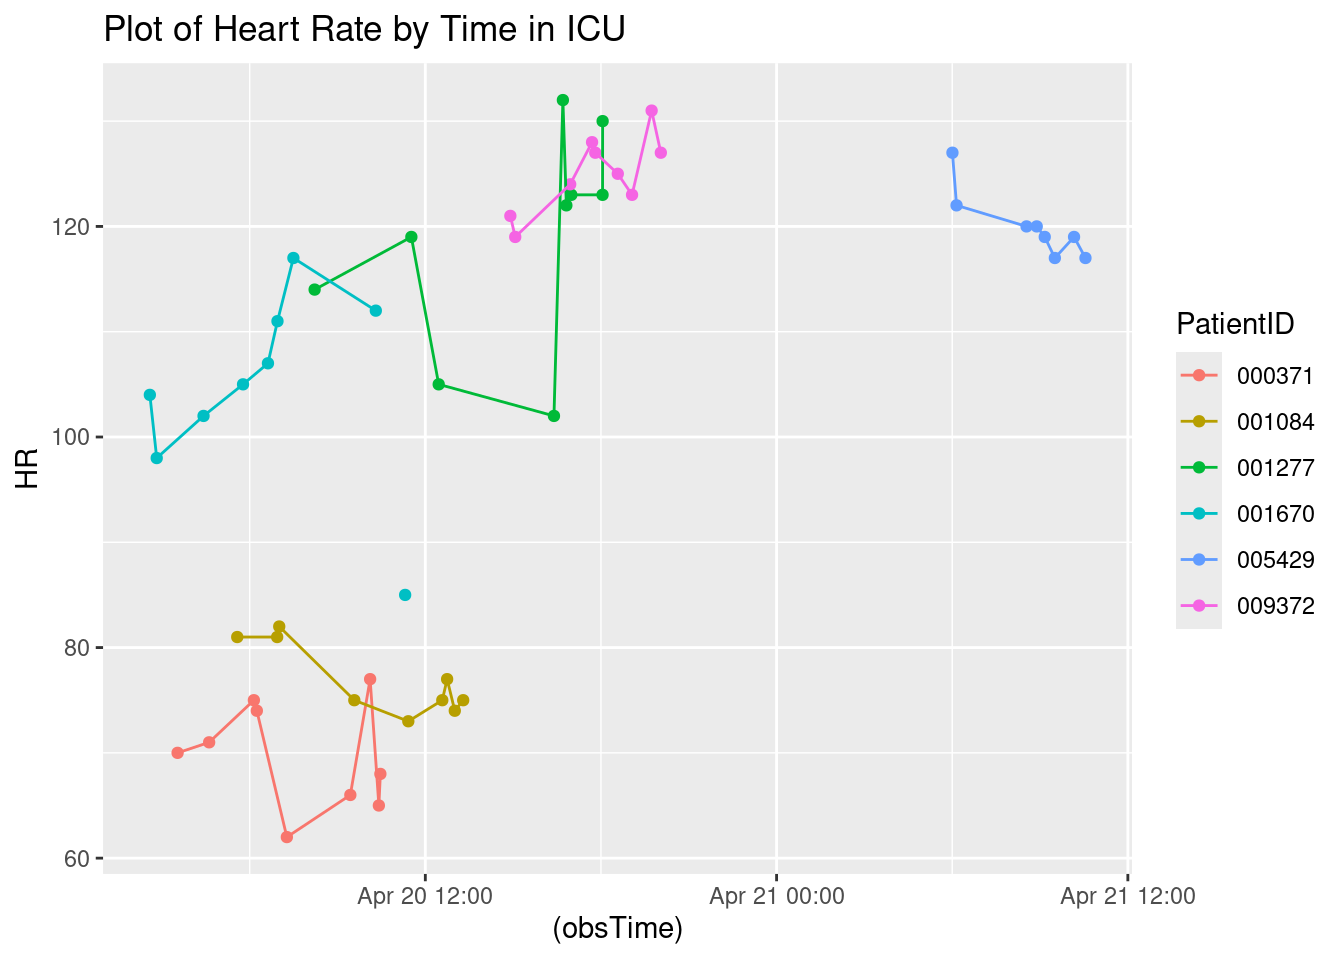 Plot of Heart Rate by Time in ICU
HR
120
100
80
60
Apr 20 12:00
Apr 21 00:00
Apr 21 12:00
(obsTime)
PatientID
000371
001084
001277
001670
005429
009372